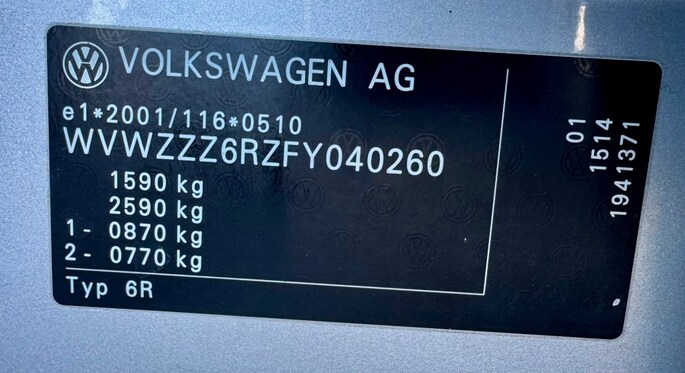 VOLKSWAGEN AG
e1*2001/116*0510
WVWZZZ6RZFY040260
1590 kg
2590 kg
1- 0870 kg
2- 0770 kg
Typ 6R
01
1514
1941371